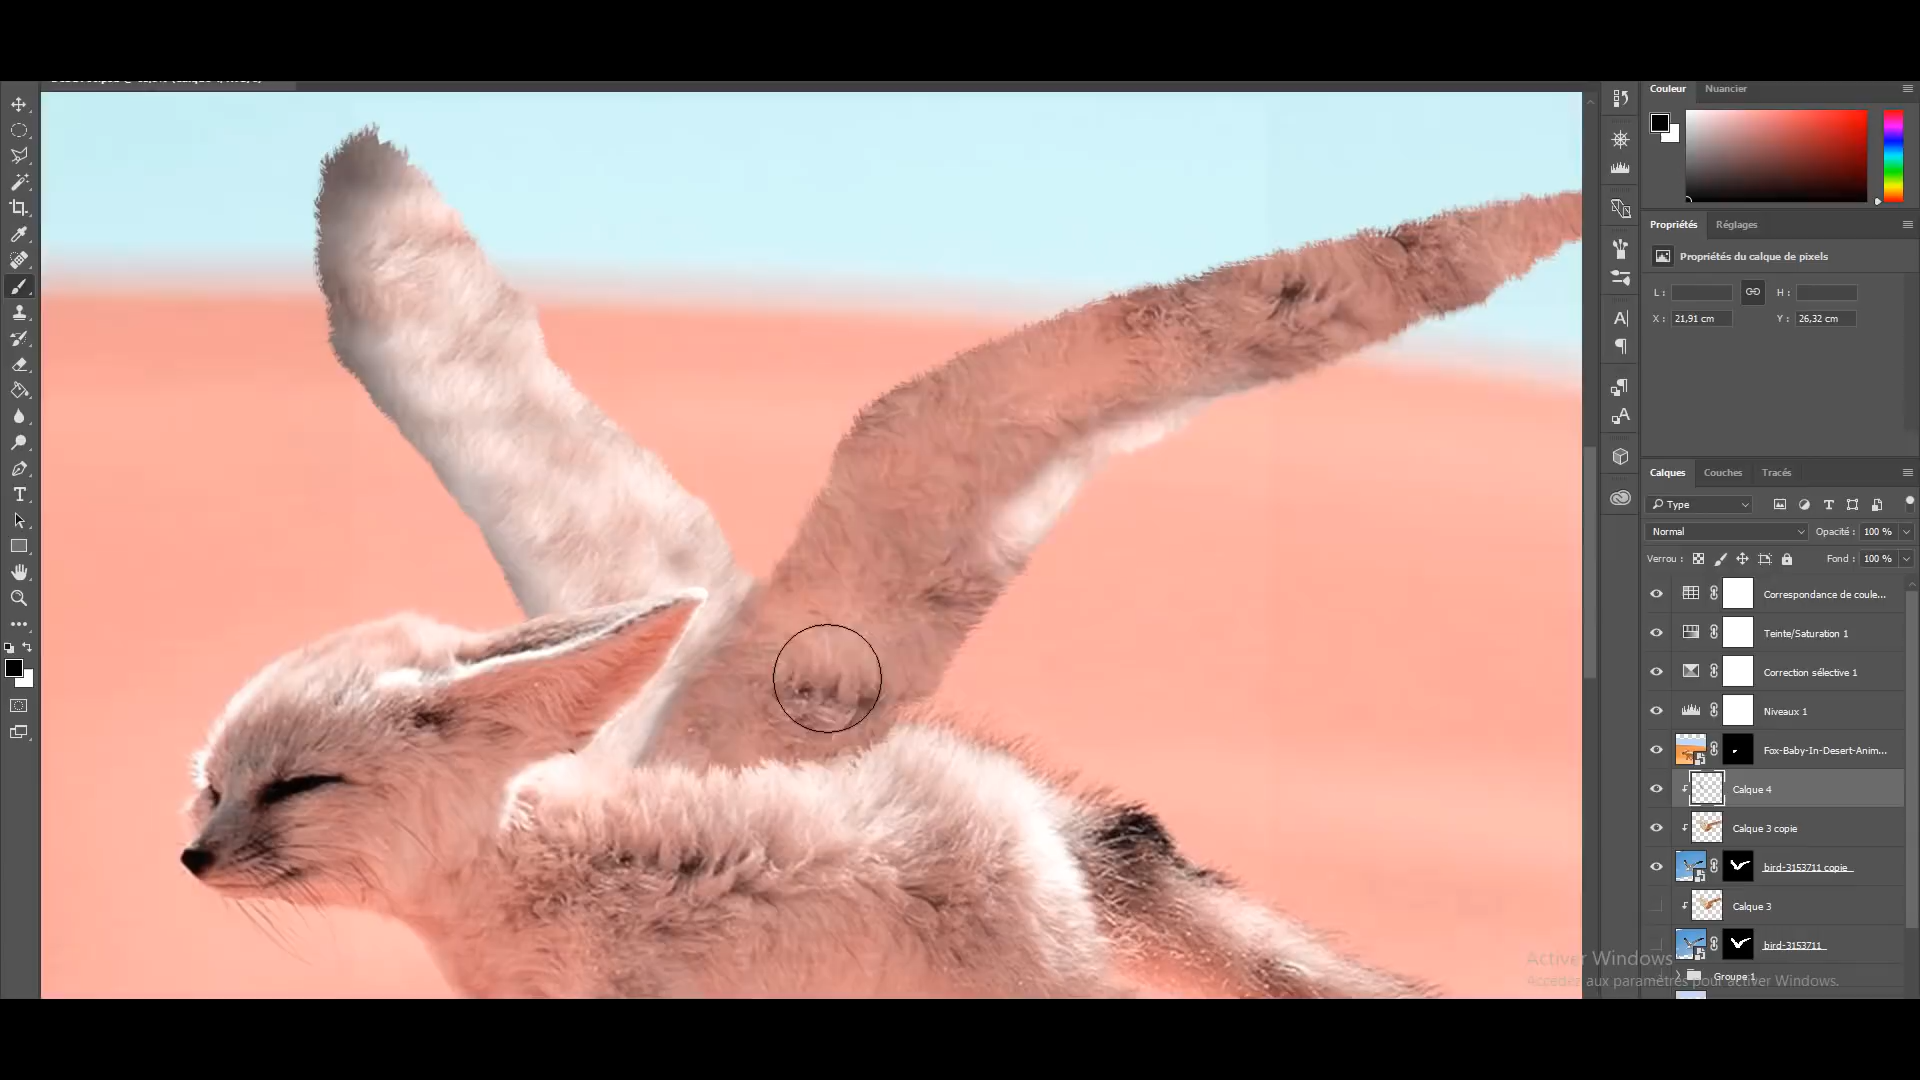 Couleur
Nuancier
Propriétés
Réglages
Propriétés du calque de pixels
L :
H :
X : 21,91 cm
Y : 26,32 cm
Calques
Couches
Tracés
Type
Normal
Opacité : 100 %
Verrou :
Fond : 100 %
Correspondance de coule...
Teinte/Saturation 1
Correction sélective 1
Niveaux 1
Fox-Baby-In-Desert-Anim...
Calque 4
Calque 3 copie
bird-3153711 copie
Calque 3
bird-3153711
Activer Windows
Groupe 1
Accédez aux paramètres pour activer Windows.